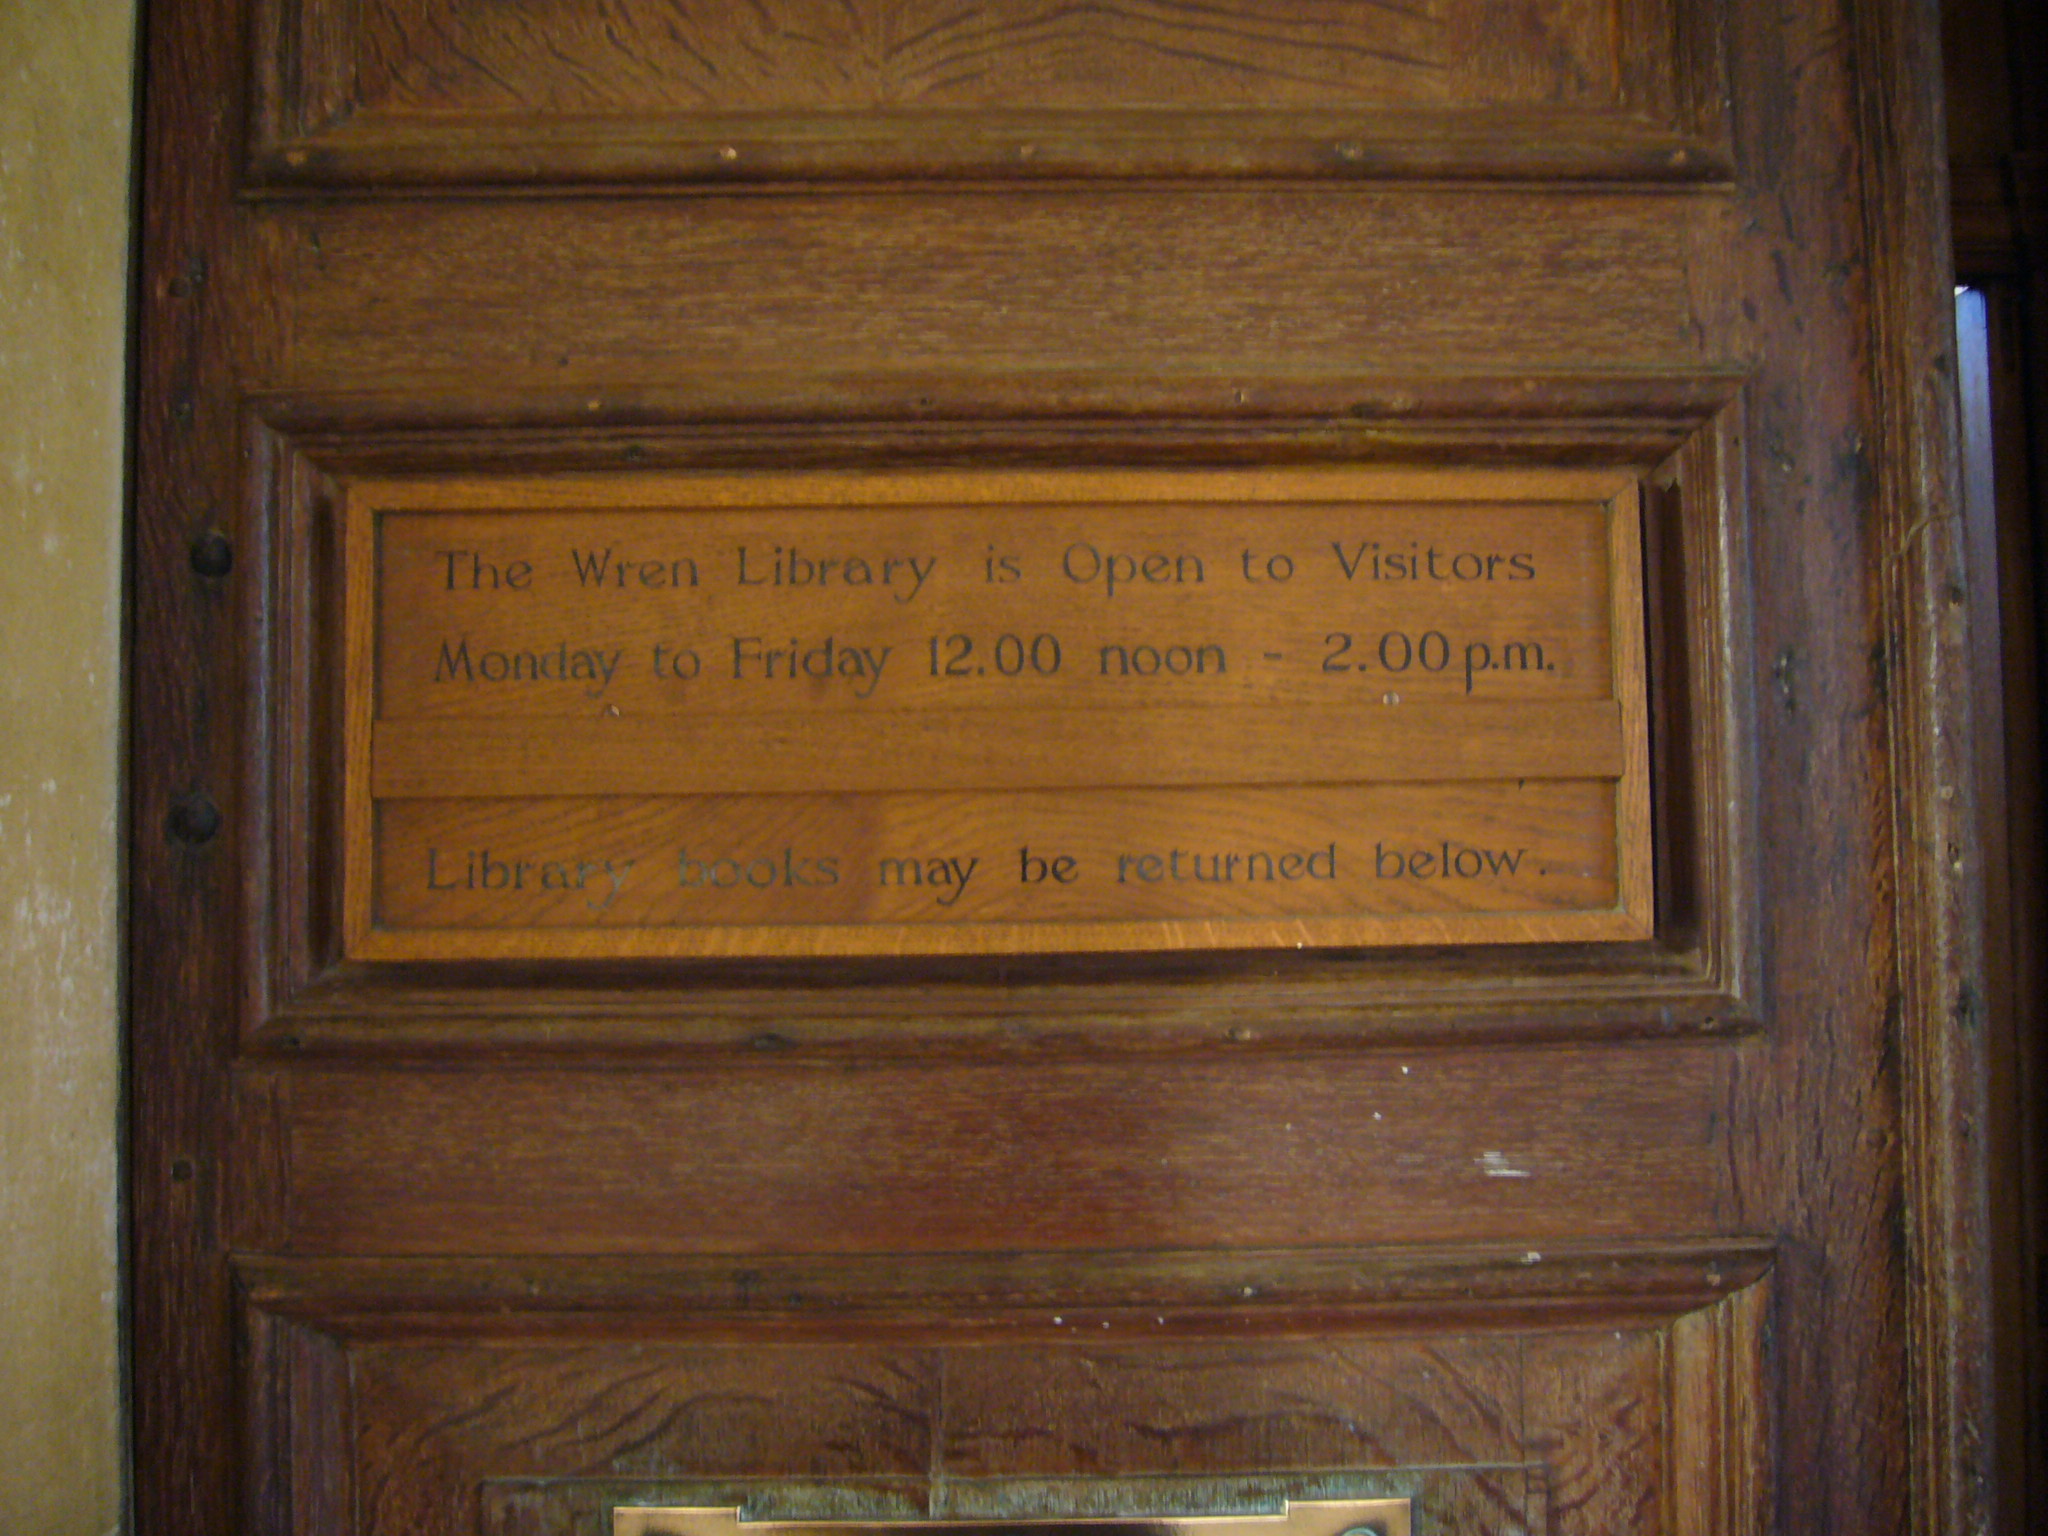 The Wren Library is Open to Visitors
Monday to Friday 12.00 noon - 2.00 p.m.
Library books may be returned below.